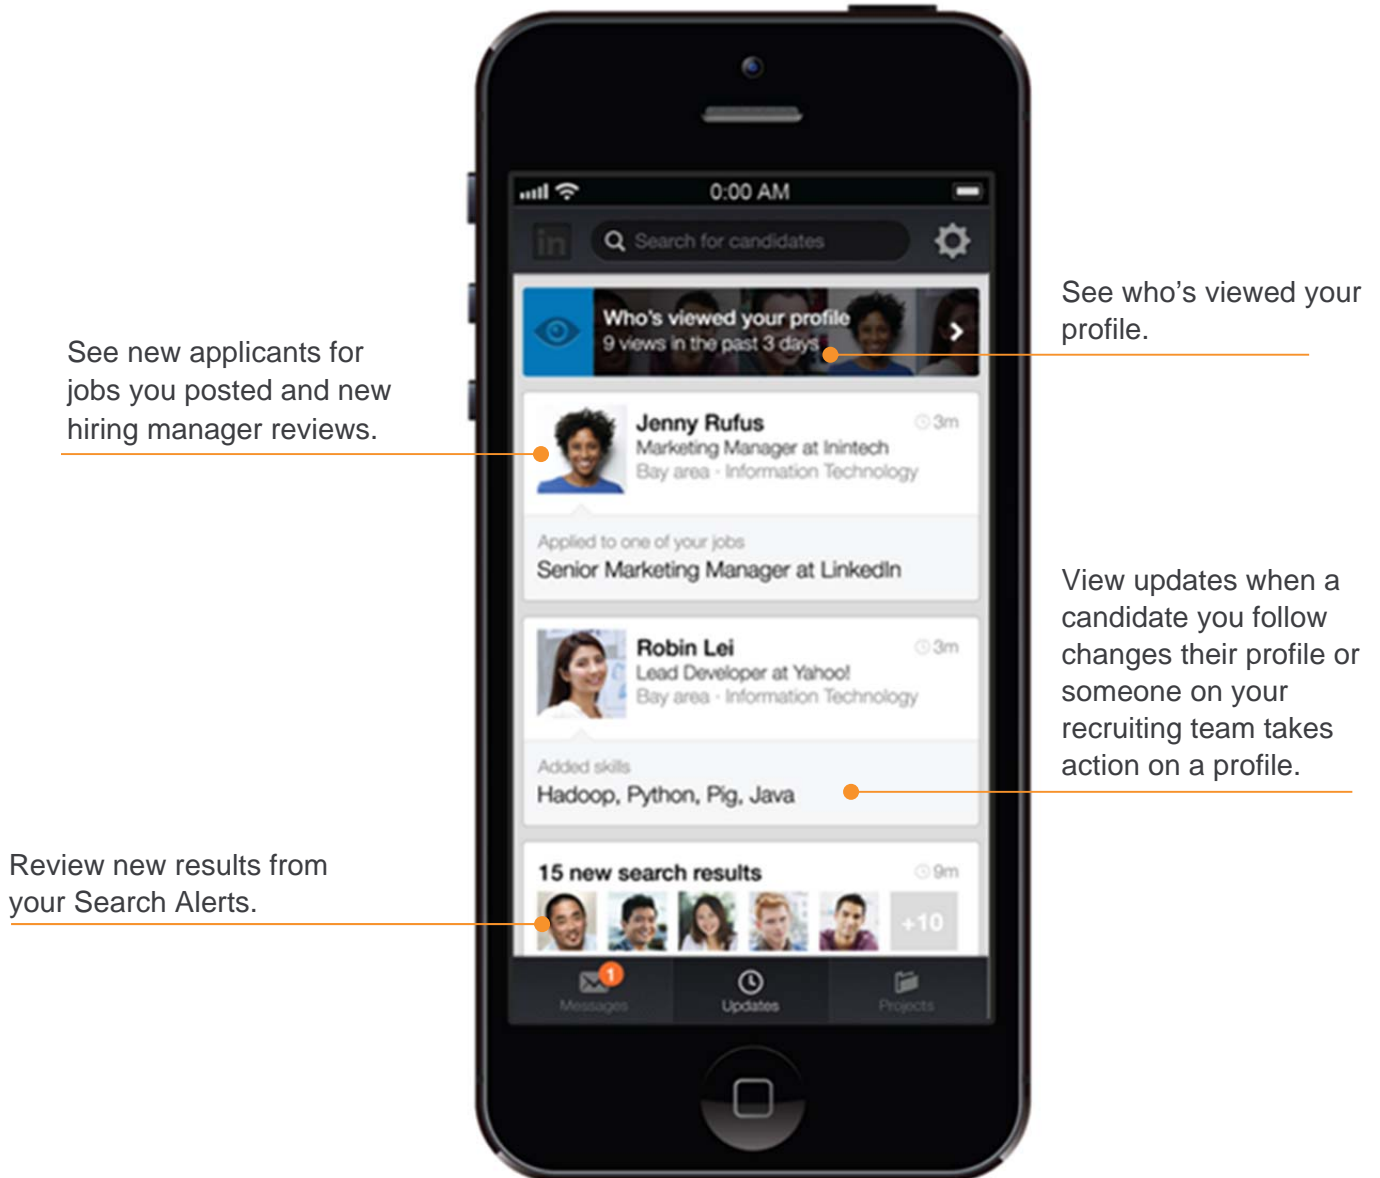 0:00 AM
in
Search for candidates
Who's viewed your profile
9 views in the past 3 days
See who's viewed your
profile.
See new applicants for
jobs you posted and new
hiring manager reviews.
Jenny Rufus
3m
Marketing Manager at Inintech
Bay area · Information Technology
Applied to one of your jobs
Senior Marketing Manager at LinkedIn
View updates when a
candidate you follow
changes their profile or
someone on your
recruiting team takes
action on a profile.
Robin Lei
3m
Lead Developer at Yahoo!
Bay area · Information Technology
Added skills
Hadoop, Python, Pig, Java
Review new results from
your Search Alerts.
15 new search results
9m
+10
1
Messages
Updates
Projects